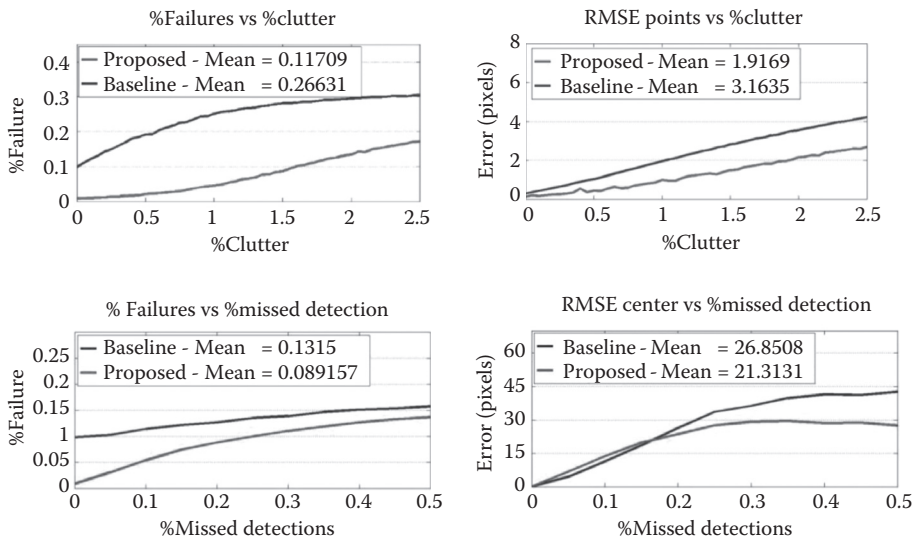 %Failures vs %clutter
0.4
0.3
0.2
0.1
0
%Failure
Proposed - Mean = 0.11709
Baseline - Mean = 0.26631
0 0.5 1 1.5 2 2.5
%Clutter
RMSE points vs %clutter
8
6
4
2
0
Error (pixels)
Proposed - Mean = 1.9169
Baseline - Mean = 3.1635
0 0.5 1 1.5 2 2.5
%Clutter
% Failures vs %missed detection
0.25
0.2
0.15
1
0.05
0
%Failure
Baseline - Mean = 0.1315
Proposed - Mean = 0.089157
0 0.1 0.2 0.3 0.4 0.5
%Missed detections
RMSE center vs %missed detection
60
45
30
15
0
Error (pixels)
Baseline - Mean = 26.8508
Proposed - Mean = 21.3131
0 0.1 0.2 0.3 0.4 0.5
%Missed detections